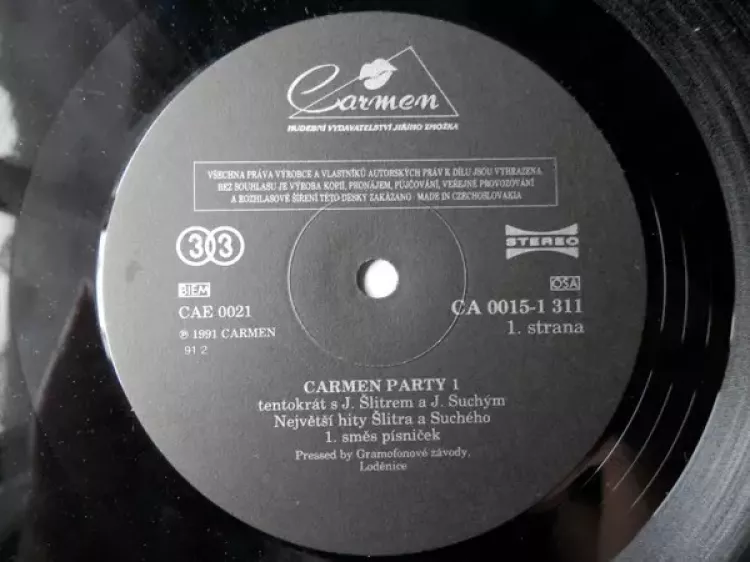 Carmen
HUDEBNÍ VYDAVATELSTVÍ JIŘÍHO ZMOŽKA
VŠECHNA PRÁVA VÝROBCE A VLASTNÍKŮ AUTORSKÝCH PRÁV K DÍLU JSOU VYHRAZENA.
BEZ SOUHLASU JE VÝROBA KOPIÍ, PRONÁJEM, PŮJČOVÁNÍ, VEŘEJNÉ PROVOZOVÁNÍ
A ROZHLASOVÉ ŠÍŘENÍ TÉTO DESKY ZAKÁZÁNO · MADE IN CZECHOSLOVAKIA
33
STEREO
BIEM
OSA
CAE 0021
CA 0015-1 311
℗ 1991 CARMEN
1. strana
91 2
CARMEN PARTY 1
tentokrát s J. Šlitrem a J. Suchým
Největší hity Šlitra a Suchého
1. směs písniček
Pressed by Gramofonové závody,
Loděnice